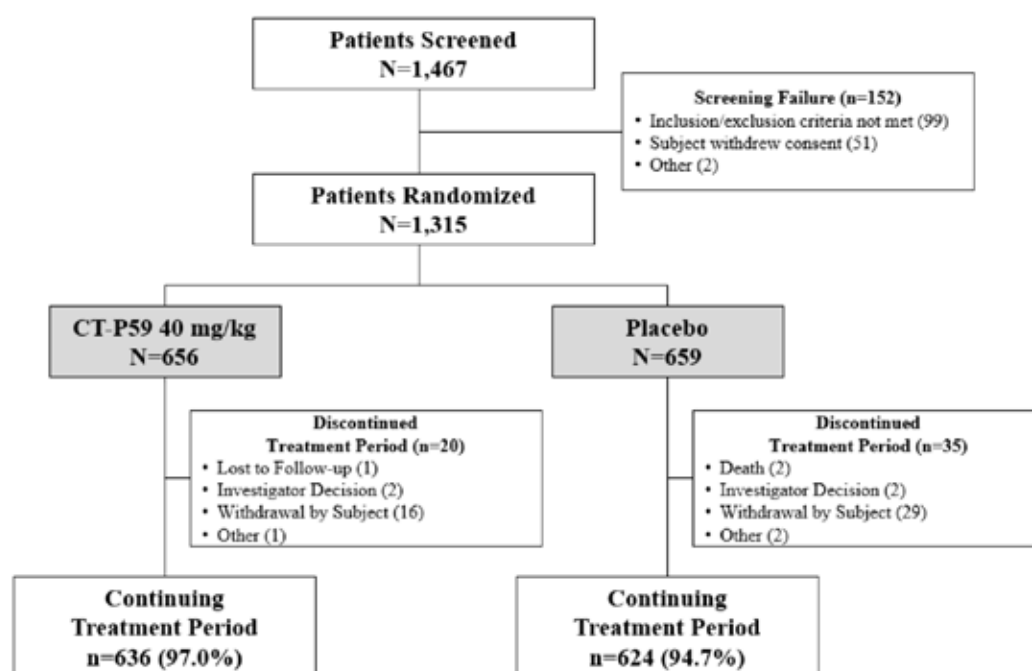 Patients Screened
N=1,467
Screening Failure (n=152)
• Inclusion/exclusion criteria not met (99)
• Subject withdrew consent (51)
• Other (2)
Patients Randomized
N=1,315
CT-P59 40 mg/kg
N=656
Placebo
N=659
Discontinued
Treatment Period (n=20)
• Lost to Follow-up (1)
• Investigator Decision (2)
• Withdrawal by Subject (16)
• Other (1)
Discontinued
Treatment Period (n=35)
• Death (2)
• Investigator Decision (2)
• Withdrawal by Subject (29)
• Other (2)
Continuing
Treatment Period
n=636 (97.0%)
Continuing
Treatment Period
n=624 (94.7%)